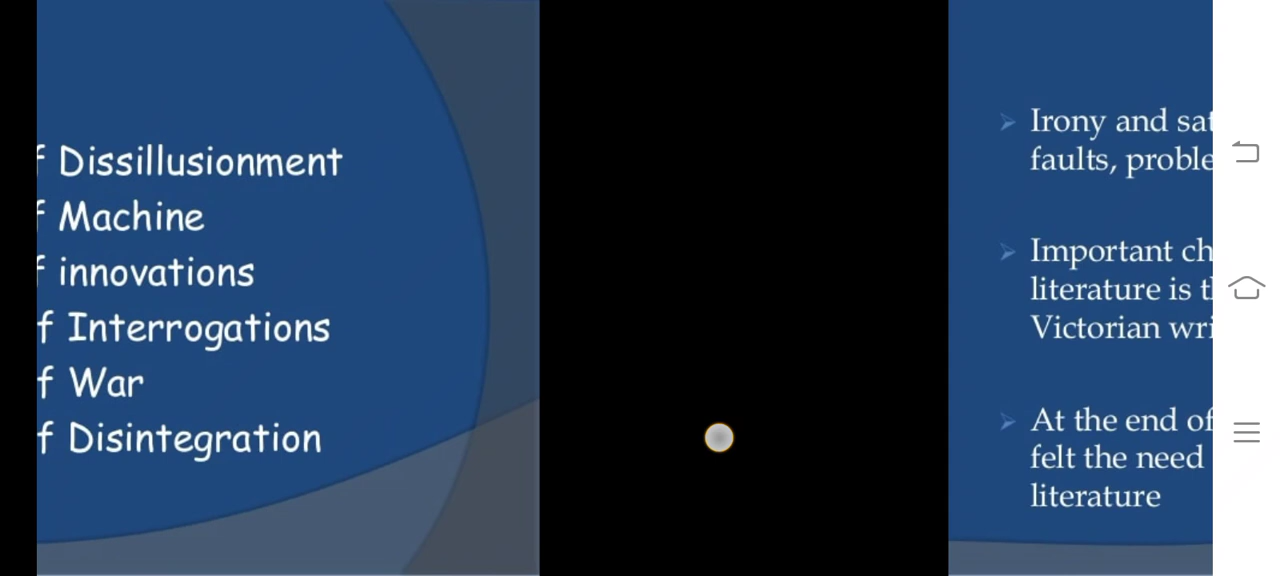 f Dissillusionment
f Machine
f innovations
f Interrogations
f War
f Disintegration
Irony and sat
faults, proble
Important ch
literature is t
Victorian wri
At the end of
felt the need
literature